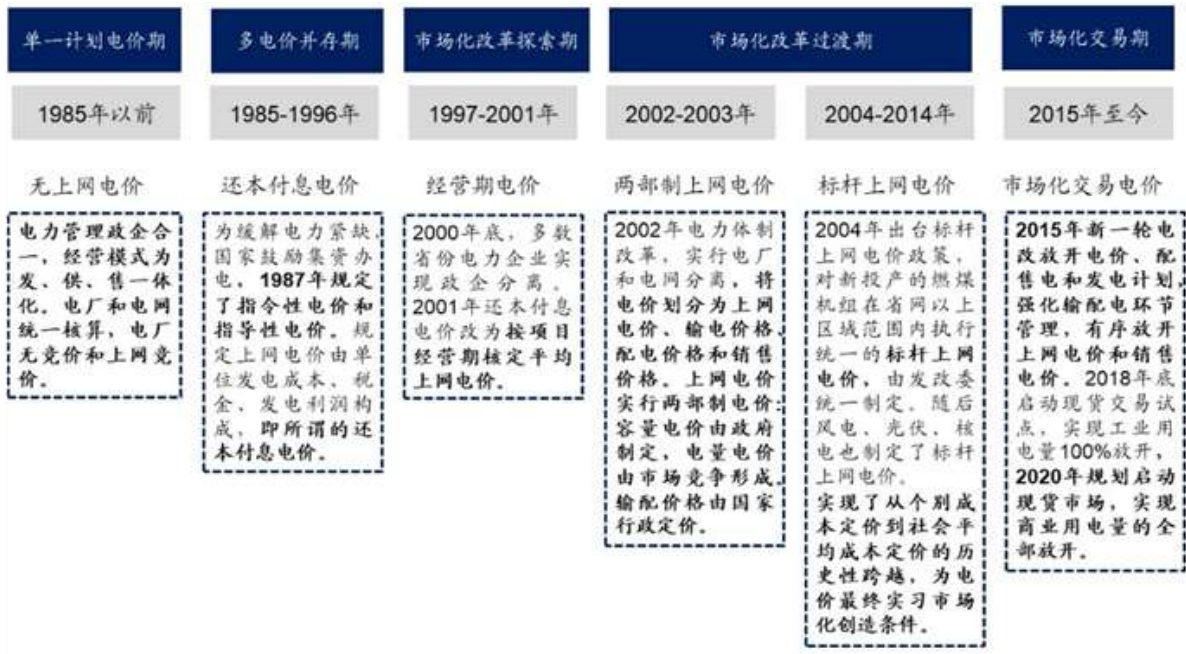 单一计划电价期
多电价并存期
市场化改革探索期
市场化改革过渡期
市场化交易期
1985年以前
1985-1996年
1997-2001年
2002-2003年
2004-2014年
2015年至今
无上网电价
还本付息电价
经营期电价
两部制上网电价
标杆上网电价
市场化交易电价
电力管理政企合
一，经营模式为
发、供、售一体
化。电厂和电网
统一核算，电厂
无竞价和上网竞
价。
为缓解电力紧缺，
国家鼓励集资办
电，1987年规定
了指令性电价和
指导性电价。规
定上网电价由单
位发电成本、税
金、发电利润构
成，即所谓的还
本付息电价。
2000年底，多数
省份电力企业实
现政企分离。
2001年还本付息
电价改为按项目
经营期核定平均
上网电价。
2002年电力体制
改革，实行电厂
和电网分离，将
电价划分为上网
电价、输电价格、
配电价格和销售
价格。上网电价
实行两部制电价：
容量电价由政府
制定，电量电价
由市场竞争形成。
输配价格由国家
行政定价。
2004年出台标杆
上网电价政策，
对新投产的燃煤
机组在省网以上
区域范围内执行
统一的标杆上网
电价，由发改委
统一制定。随后
风电、光伏、核
电也制定了标杆
上网电价。
实现了从个别成
本定价到社会平
均成本定价的历
史性跨越，为电
价最终实习市场
化创造条件。
2015年新一轮电
改放开电价、配
售电和发电计划，
强化输配电环节
管理，有序放开
上网电价和销售
电价。2018年底
启动现货交易试
点，实现工业用
电量100%放开，
2020年规划启动
现货市场，实现
商业用电量的全
部放开。